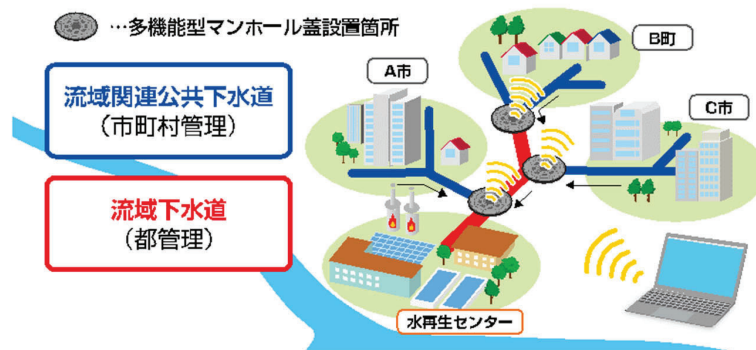 …多機能型マンホール蓋設置箇所
B町
A市
流域関連公共下水道
（市町村管理）
C市
流域下水道
（都管理）
水再生センター